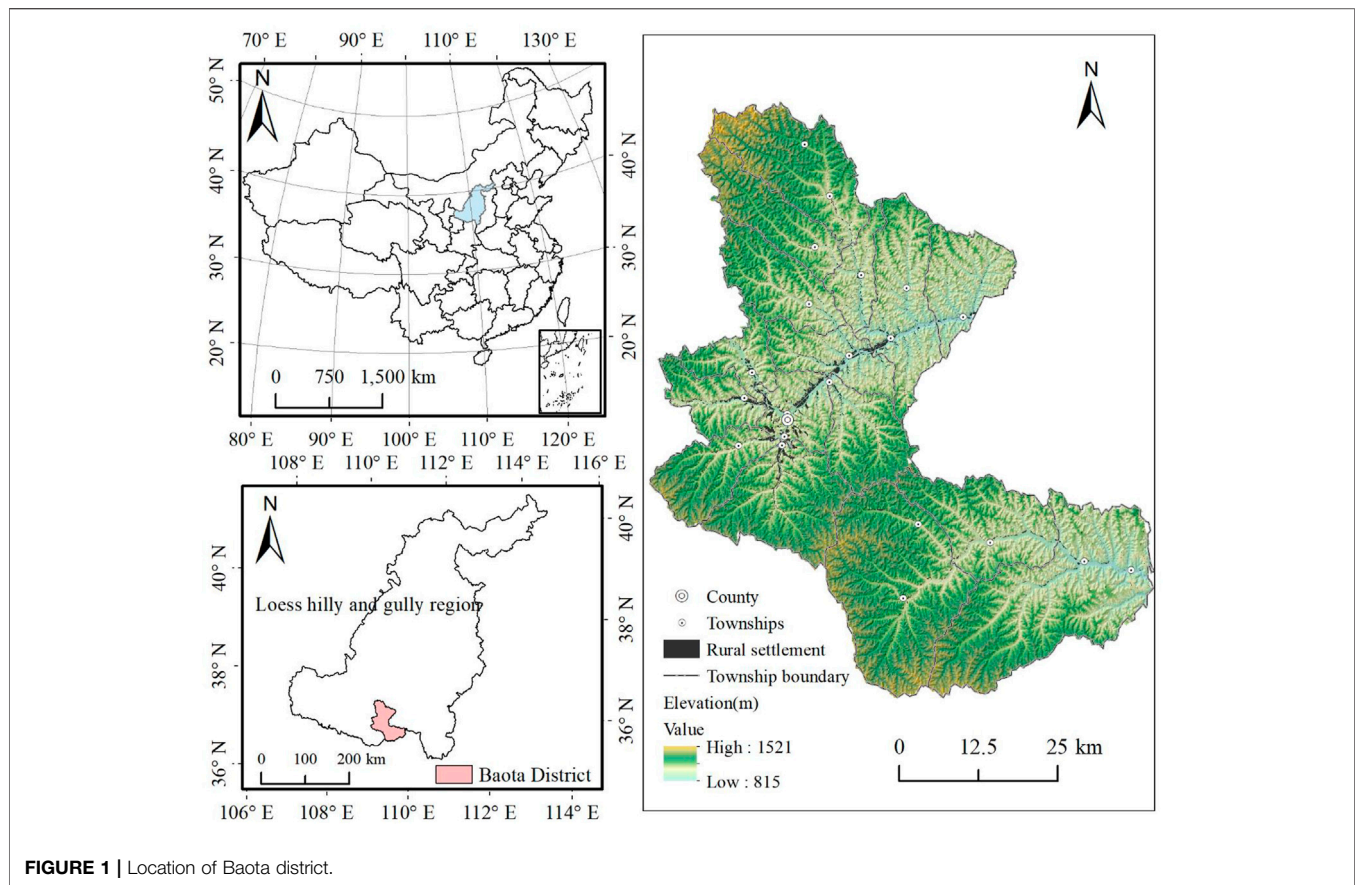 70° E 90° E 110° E 130° E
N
50° N
40° N
30° N
20° N
40° N
30° N
20° N
0 750 1,500 km
80° E 90° E 100° E 110° E 120° E
108° E 110° E 112° E 114° E 116° E
N
40° N
38° N
36° N
40° N
38° N
36° N
Loess hilly and gully region
0 100 200 km
Baota District
106° E 108° E 110° E 112° E 114° E
N
County
Townships
Rural settlement
Township boundary
Elevation(m)
Value
High : 1521
Low : 815
0 12.5 25 km
FIGURE 1 | Location of Baota district.